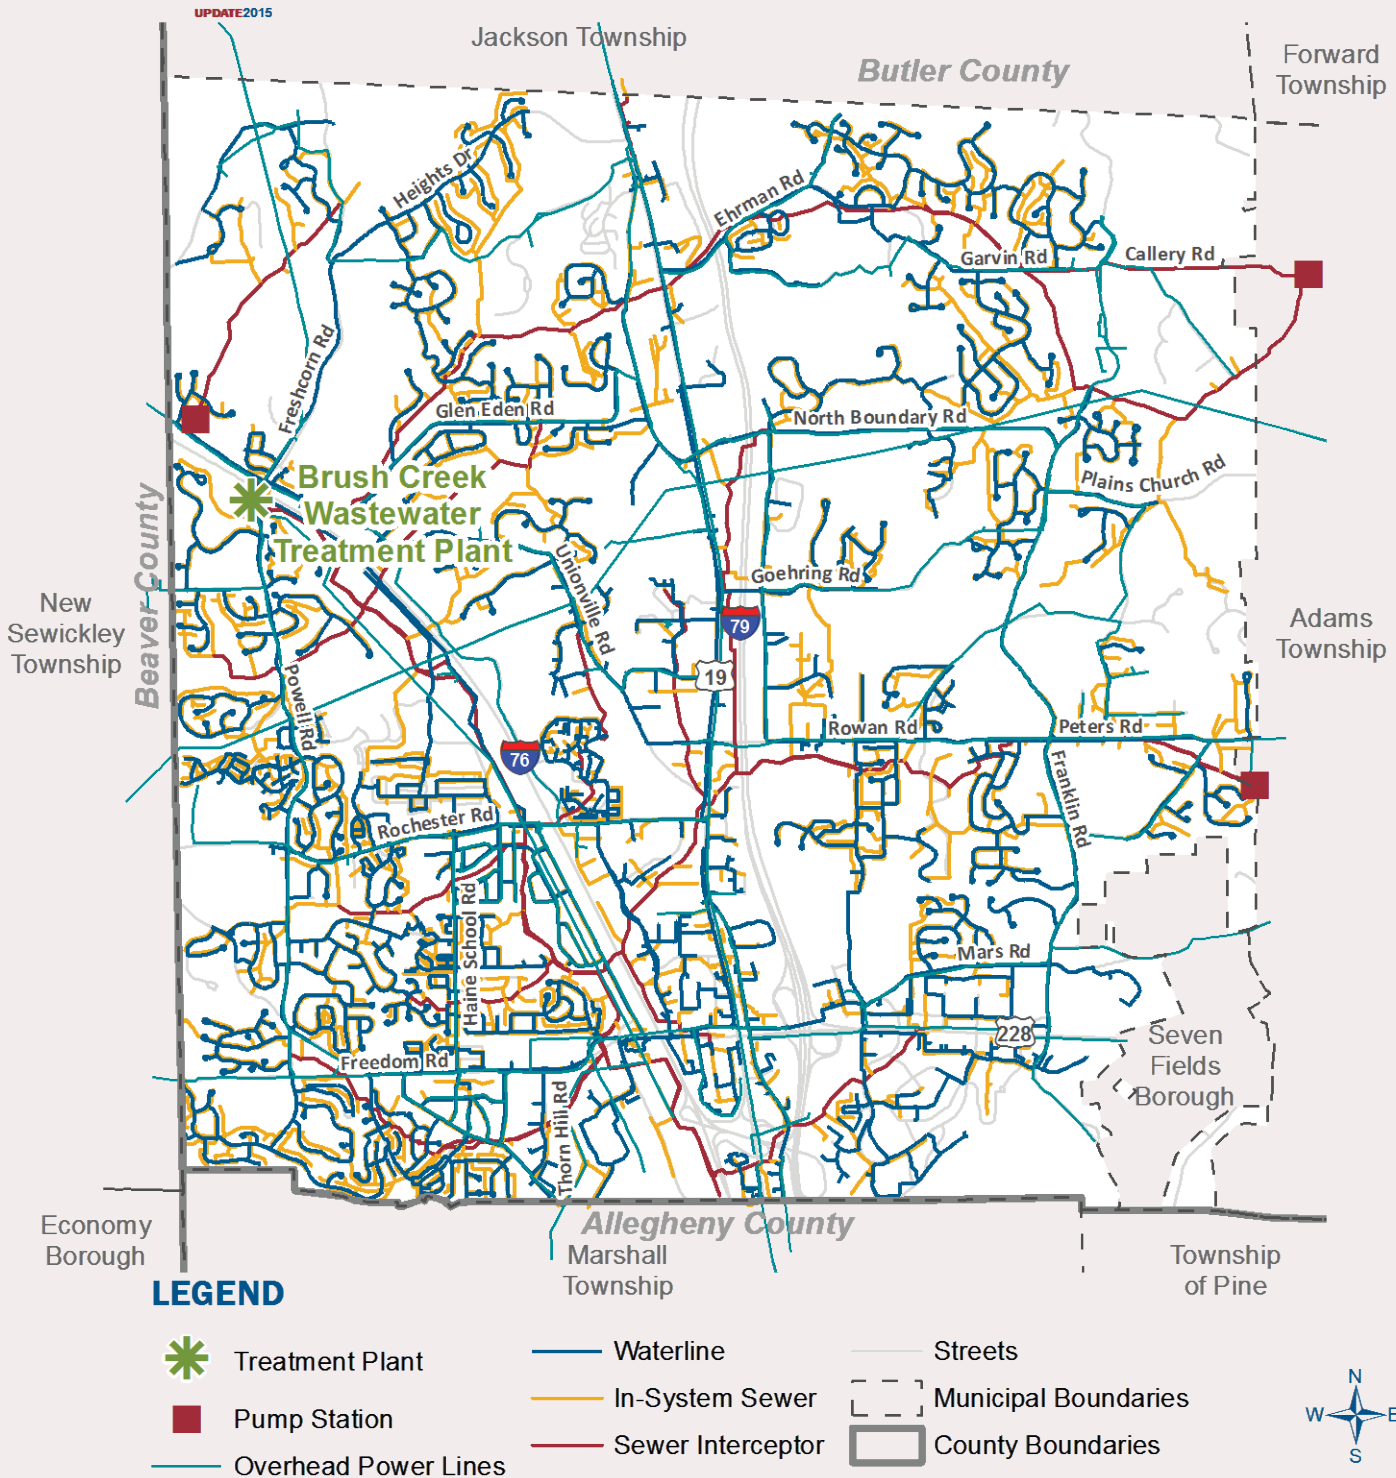 UPDATE2015
Jackson Township
Butler County
Forward
Township
Heights Dr
Ehrman Rd
Garvin Rd
Callery Rd
Freshcorn Rd
Glen Eden Rd
North Boundary Rd
Plains Church Rd
Brush Creek
Wastewater
Treatment Plant
Beaver County
Unionville Rd
Goehring Rd
New
Sewickley
Township
79
19
Adams
Township
Powell Rd
Rowan Rd
Peters Rd
76
Franklin Rd
Rochester Rd
Haine School Rd
Mars Rd
228
Seven
Fields
Borough
Freedom Rd
Thorn Hill Rd
Allegheny County
Economy
Borough
Marshall
Township
Township
of Pine
LEGEND
Treatment Plant
Pump Station
Overhead Power Lines
Waterline
In-System Sewer
Sewer Interceptor
Streets
Municipal Boundaries
County Boundaries
N
W
E
S